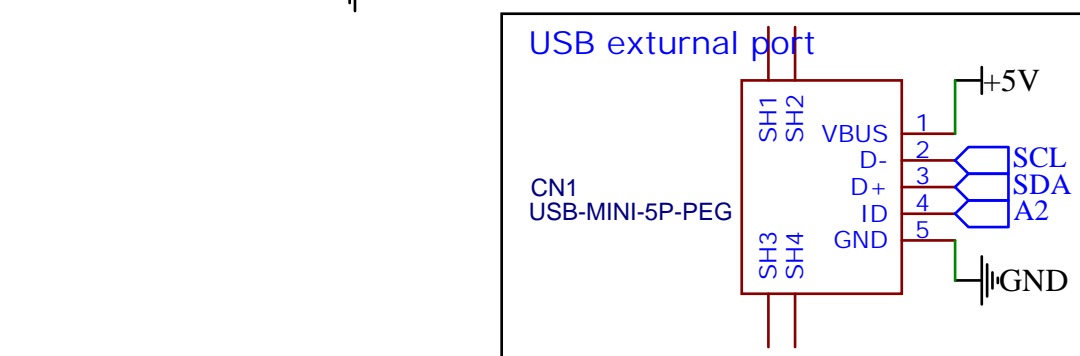 USB exturnal port
+5V
SH1
SH2
VBUS
1
D-
2
SCL
D+
3
SDA
CN1
USB-MINI-5P-PEG
ID
4
A2
GND
5
SH3
SH4
GND